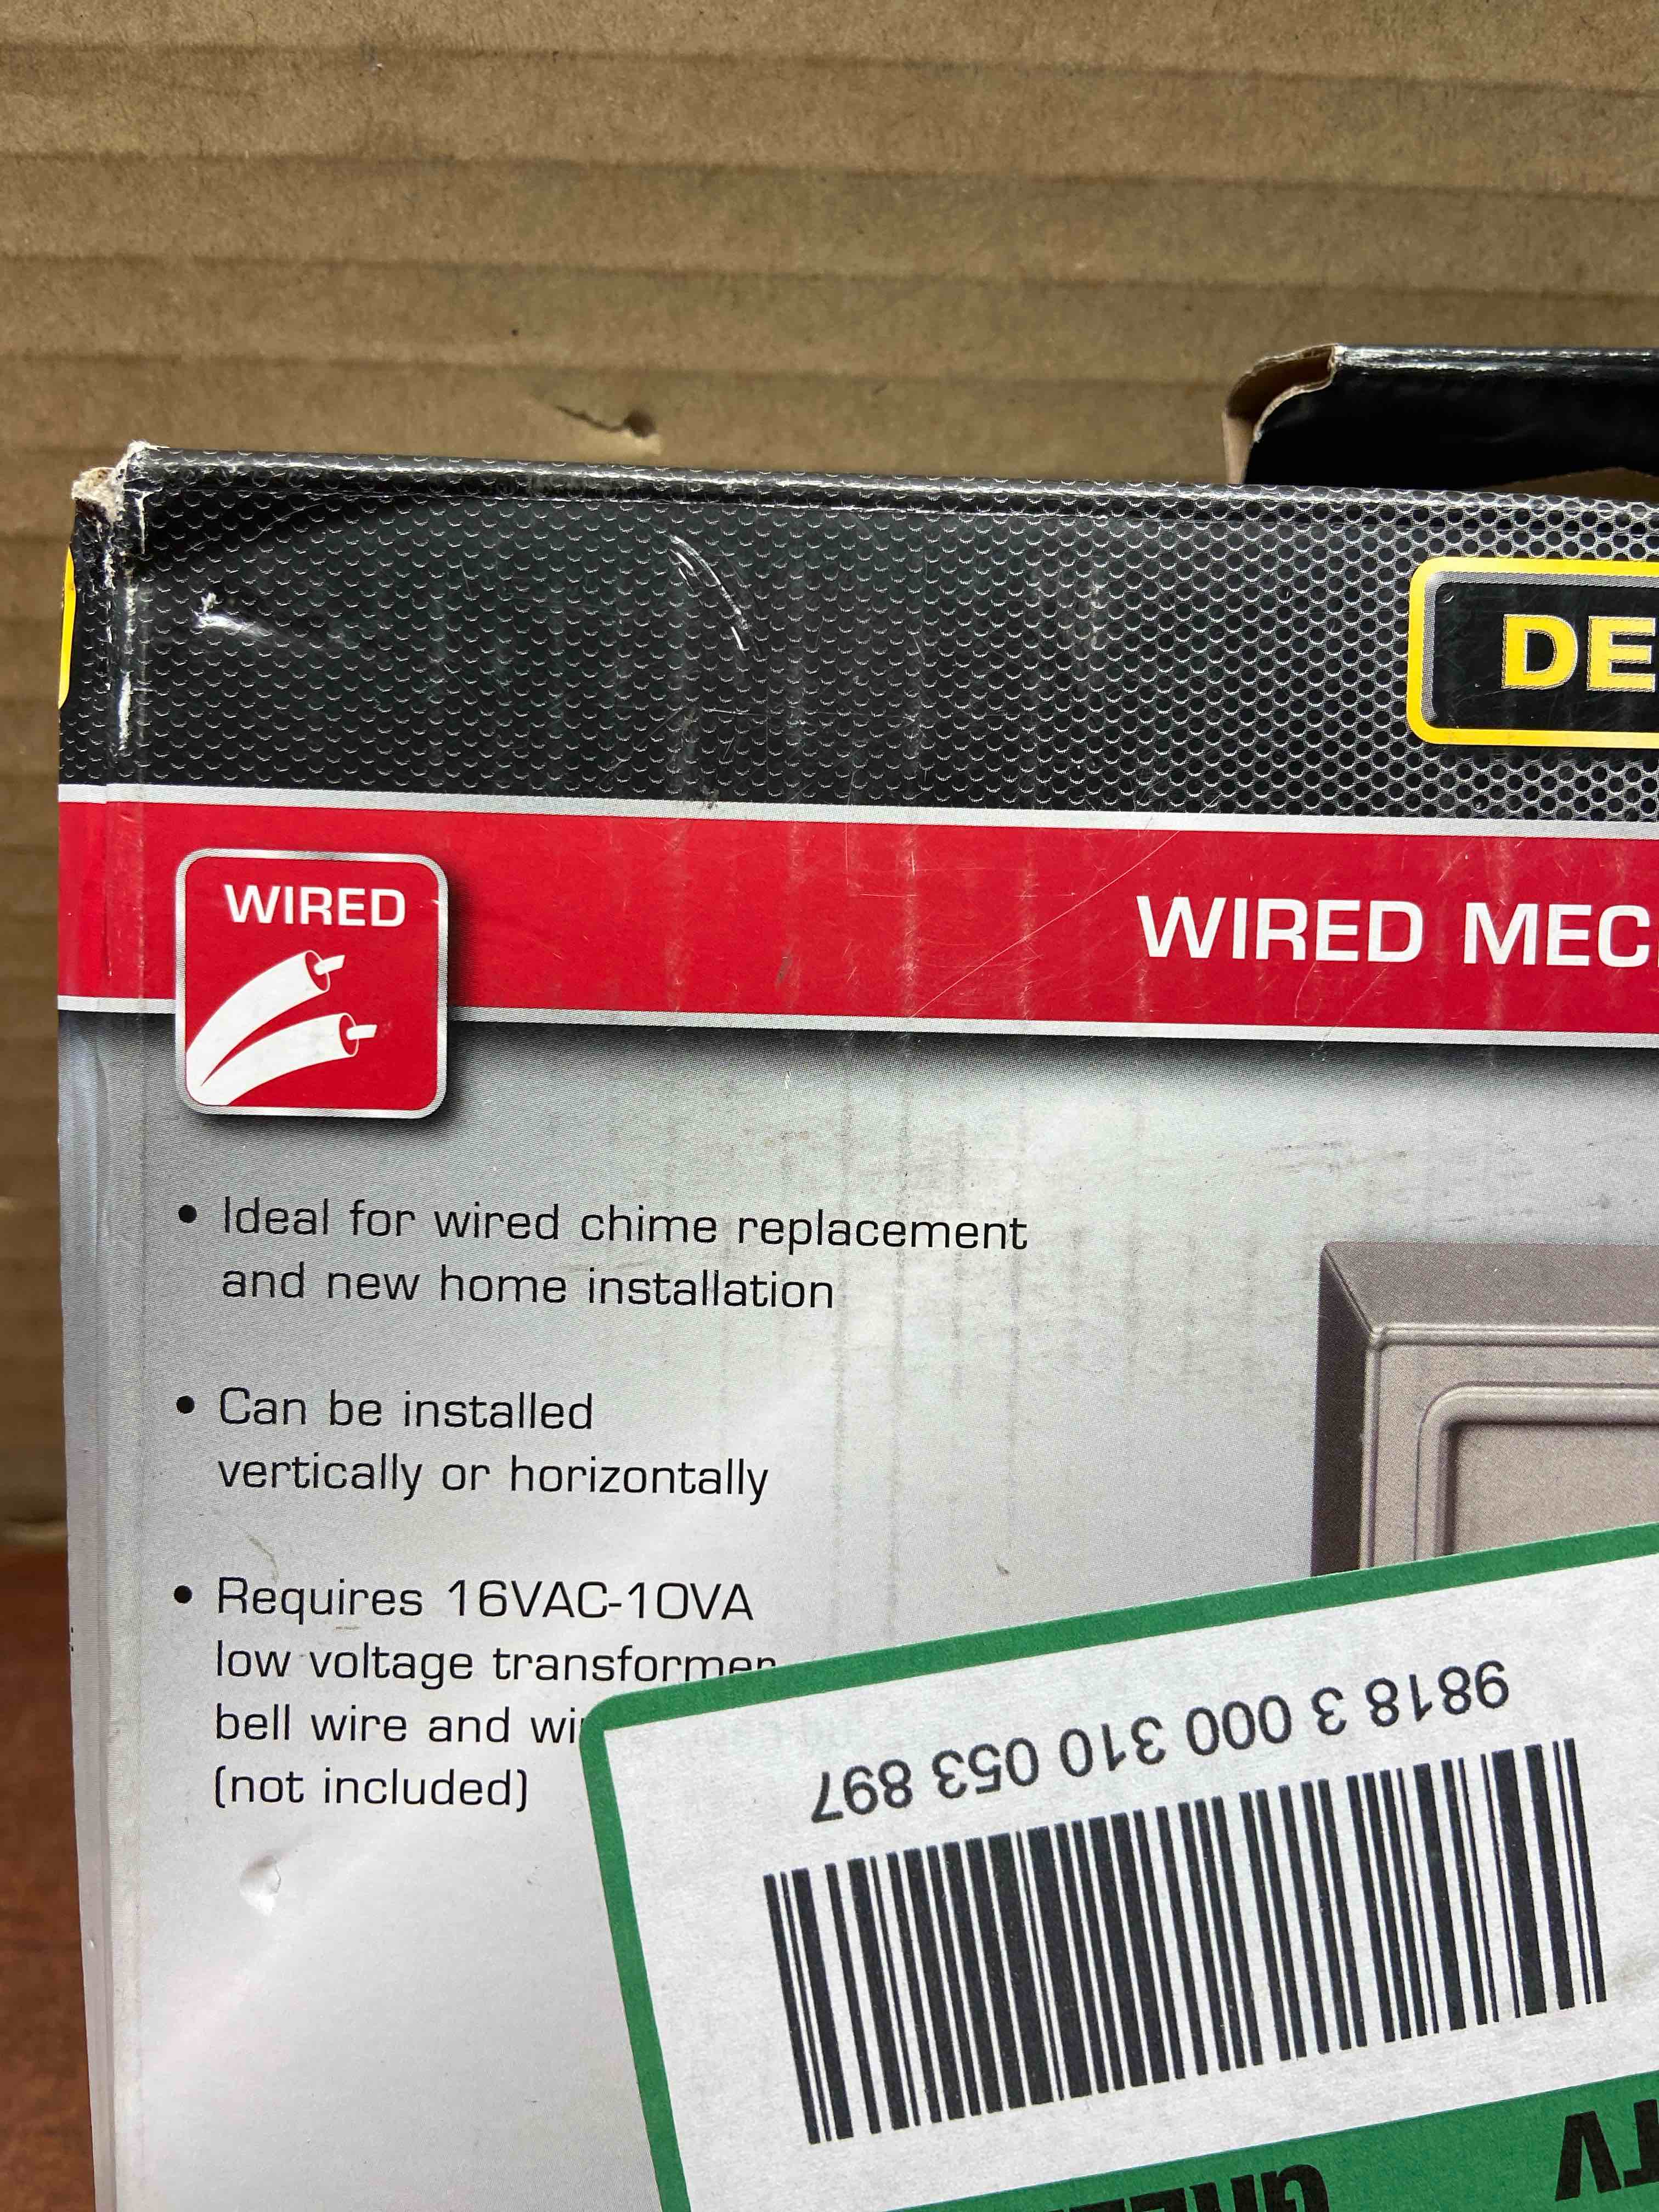 DE
WIRED
WIRED MEC
• Ideal for wired chime replacement
and new home installation
• Can be installed
vertically or horizontally
• Requires 16VAC-10VA
low voltage transformer
bell wire and wi
(not included)
9818 3 000 310 053 897